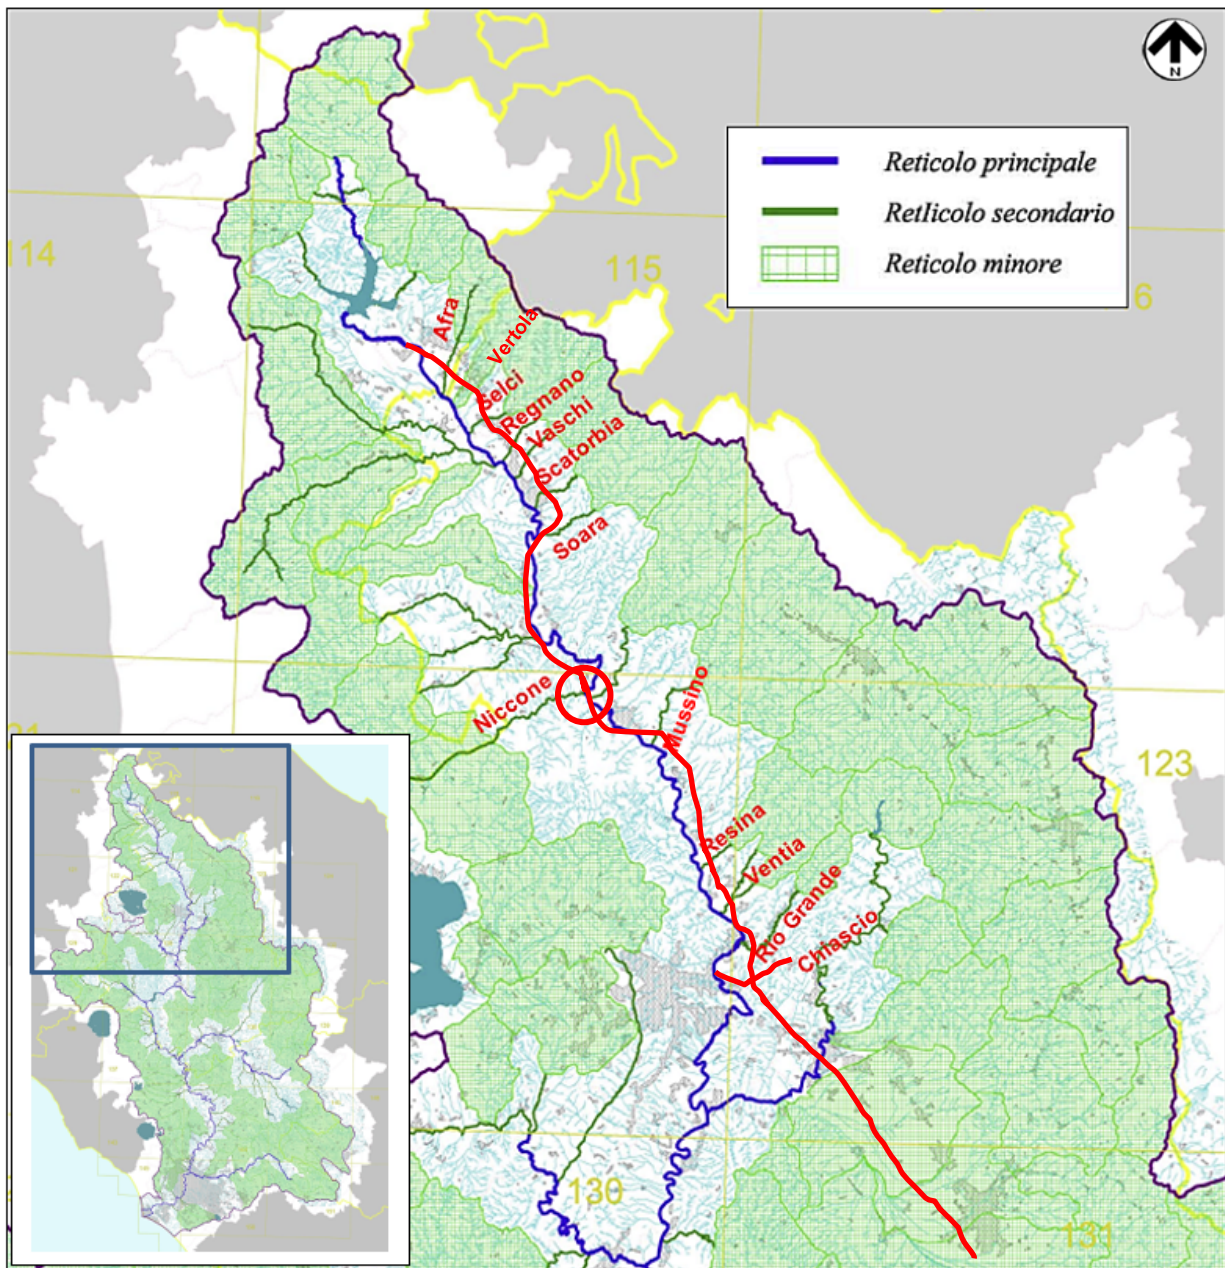 N
Reticolo principale
Retlicolo secondario
Reticolo minore
114
115
6
Afra
Vertola
Selci
Regnano
Vaschi
Scatorbia
Soara
Niccone
Mussino
123
Resina
Ventia
Rio Grande
Chiascio
130
131